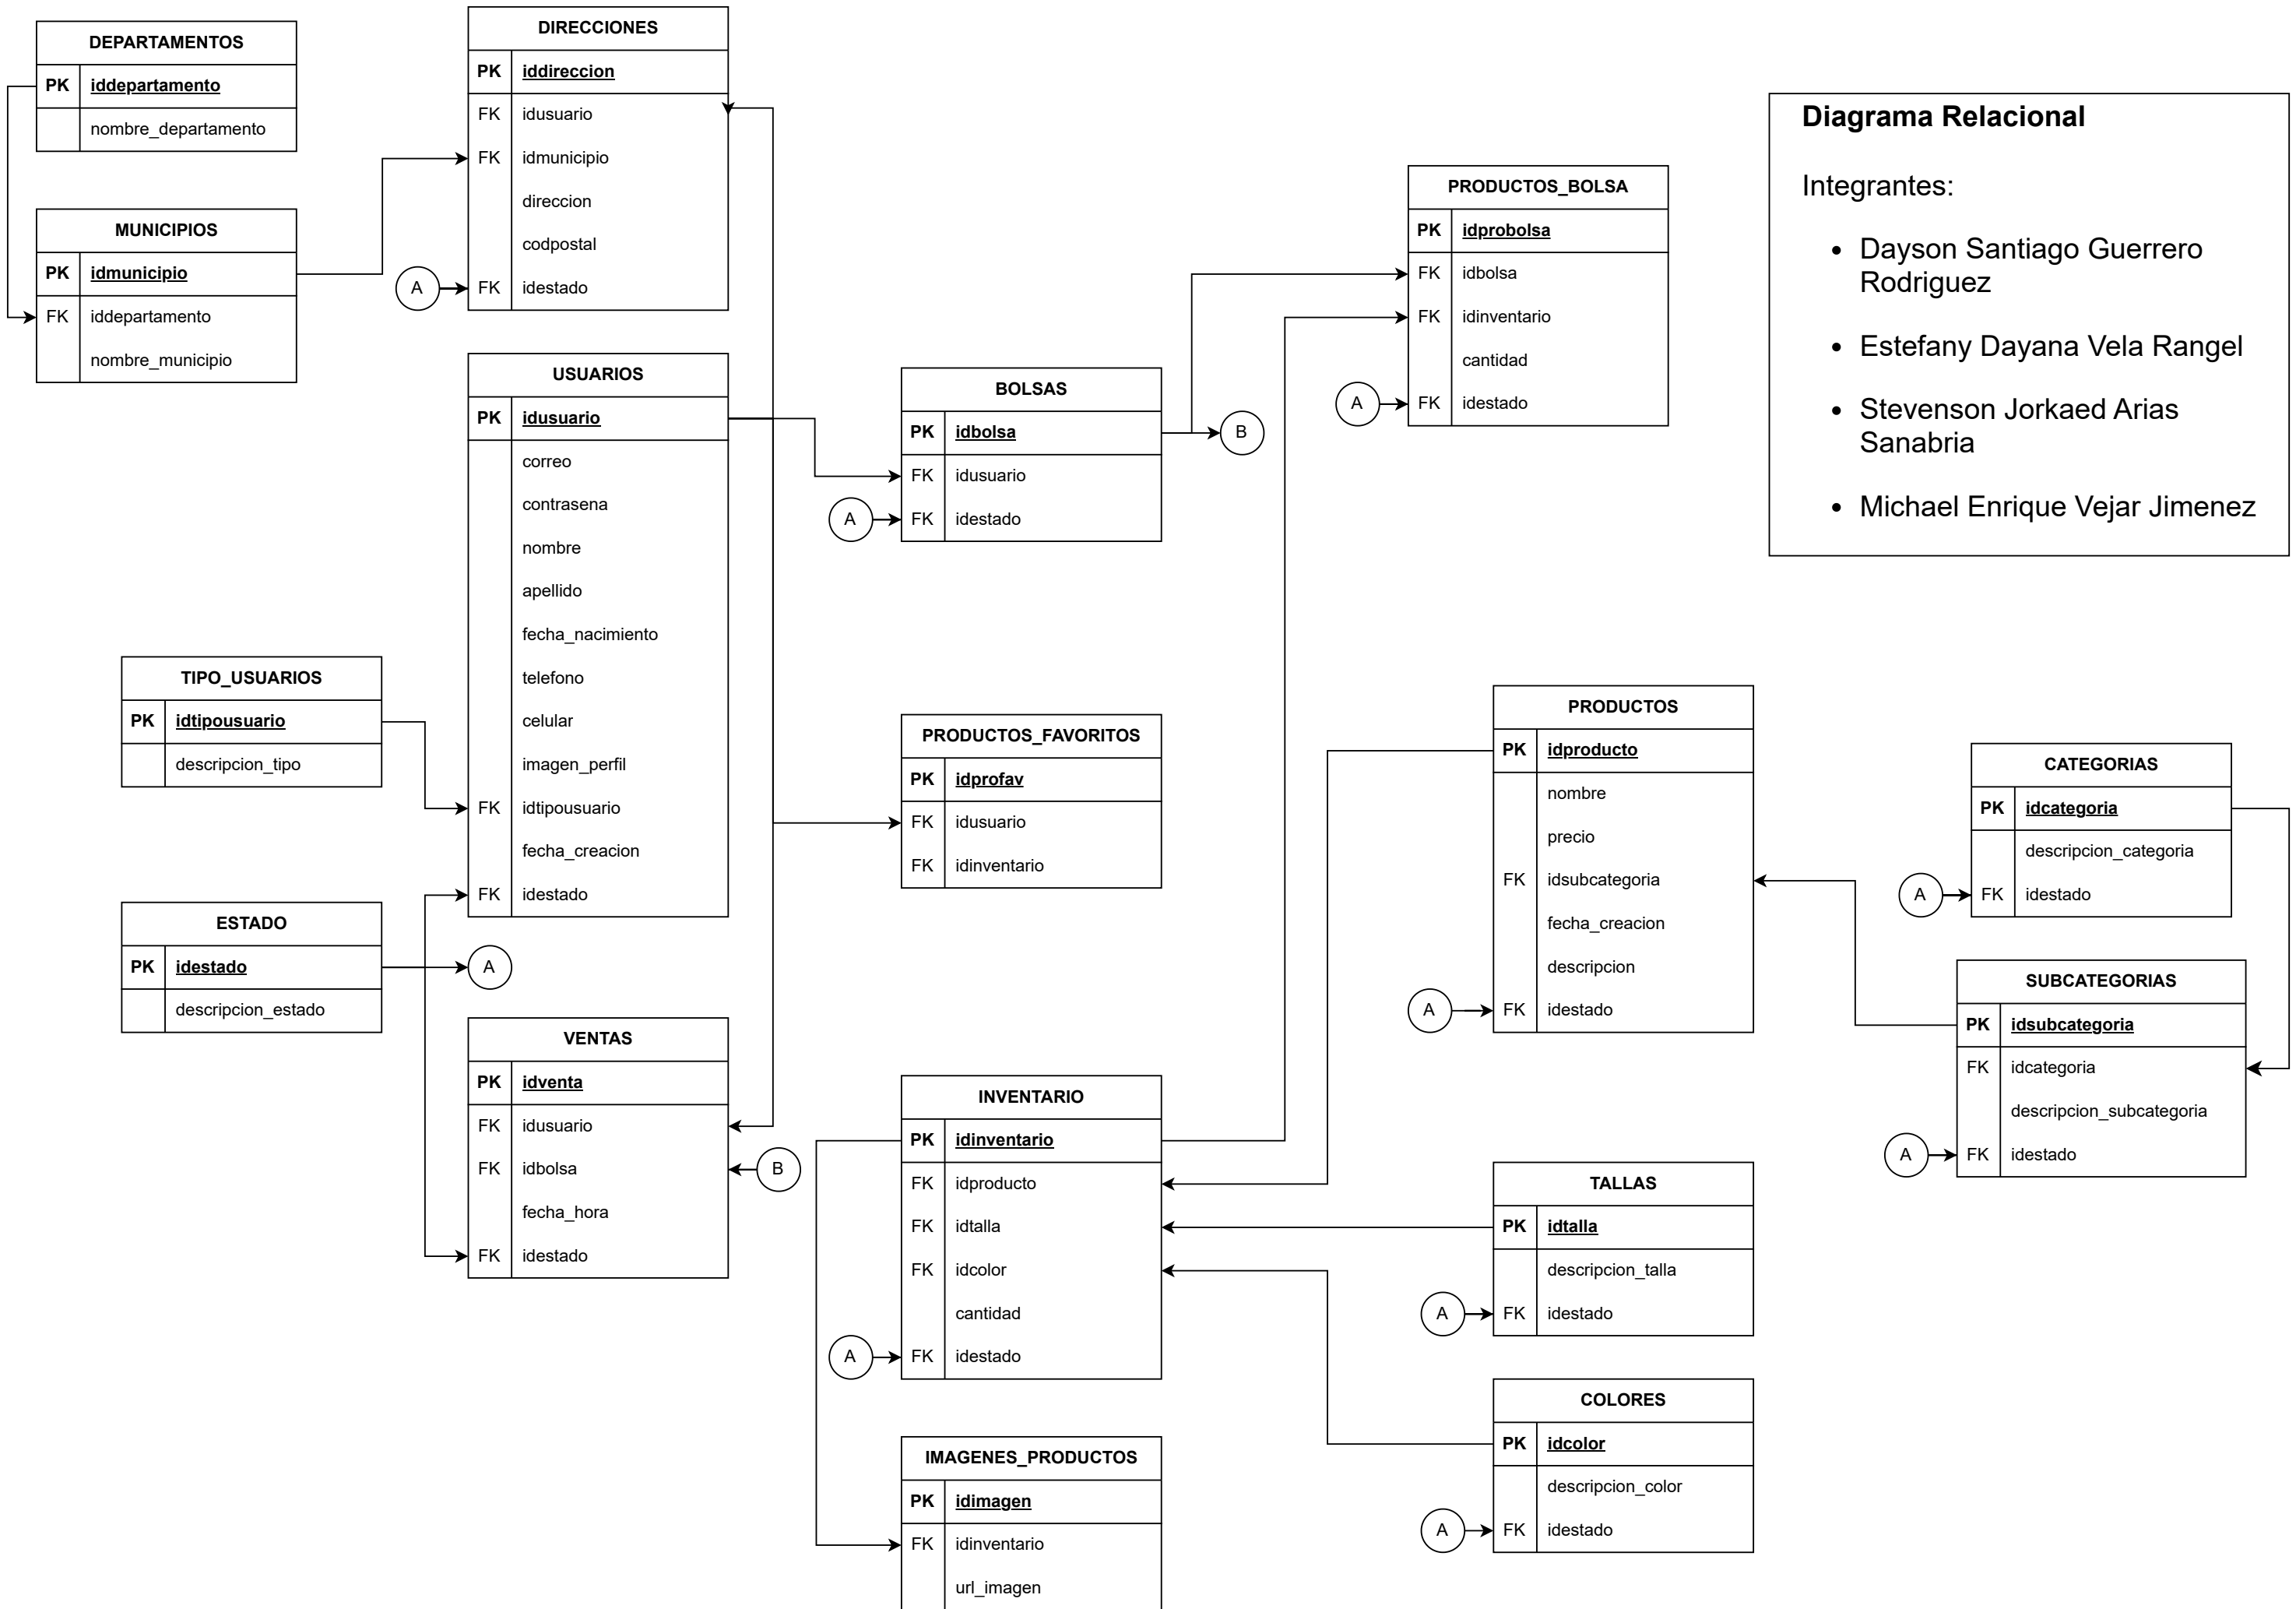 DEPARTAMENTOS
PK iddepartamento
nombre_departamento
MUNICIPIOS
PK idmunicipio
FK iddepartamento
nombre_municipio
DIRECCIONES
PK iddireccion
FK idusuario
FK idmunicipio
direccion
codpostal
A FK idestado
USUARIOS
PK idusuario
correo
contrasena
nombre
apellido
fecha_nacimiento
telefono
celular
imagen_perfil
FK idtipousuario
fecha_creacion
FK idestado
TIPO_USUARIOS
PK idtipousuario
descripcion_tipo
ESTADO
PK idestado
descripcion_estado
A
VENTAS
PK idventa
FK idusuario
FK idbolsa
B
fecha_hora
FK idestado
BOLSAS
PK idbolsa
B
FK idusuario
A FK idestado
PRODUCTOS_FAVORITOS
PK idprofav
FK idusuario
FK idinventario
INVENTARIO
PK idinventario
FK idproducto
FK idtalla
FK idcolor
cantidad
A FK idestado
IMAGENES_PRODUCTOS
PK idimagen
FK idinventario
url_imagen
PRODUCTOS_BOLSA
PK idprobolsa
FK idbolsa
FK idinventario
cantidad
A FK idestado
PRODUCTOS
PK idproducto
nombre
precio
FK idsubcategoria
fecha_creacion
descripcion
A FK idestado
TALLAS
PK idtalla
descripcion_talla
A FK idestado
COLORES
PK idcolor
descripcion_color
A FK idestado
CATEGORIAS
PK idcategoria
descripcion_categoria
A FK idestado
SUBCATEGORIAS
PK idsubcategoria
FK idcategoria
descripcion_subcategoria
A FK idestado
Diagrama Relacional
Integrantes:
• Dayson Santiago Guerrero
Rodriguez
• Estefany Dayana Vela Rangel
• Stevenson Jorkaed Arias
Sanabria
• Michael Enrique Vejar Jimenez